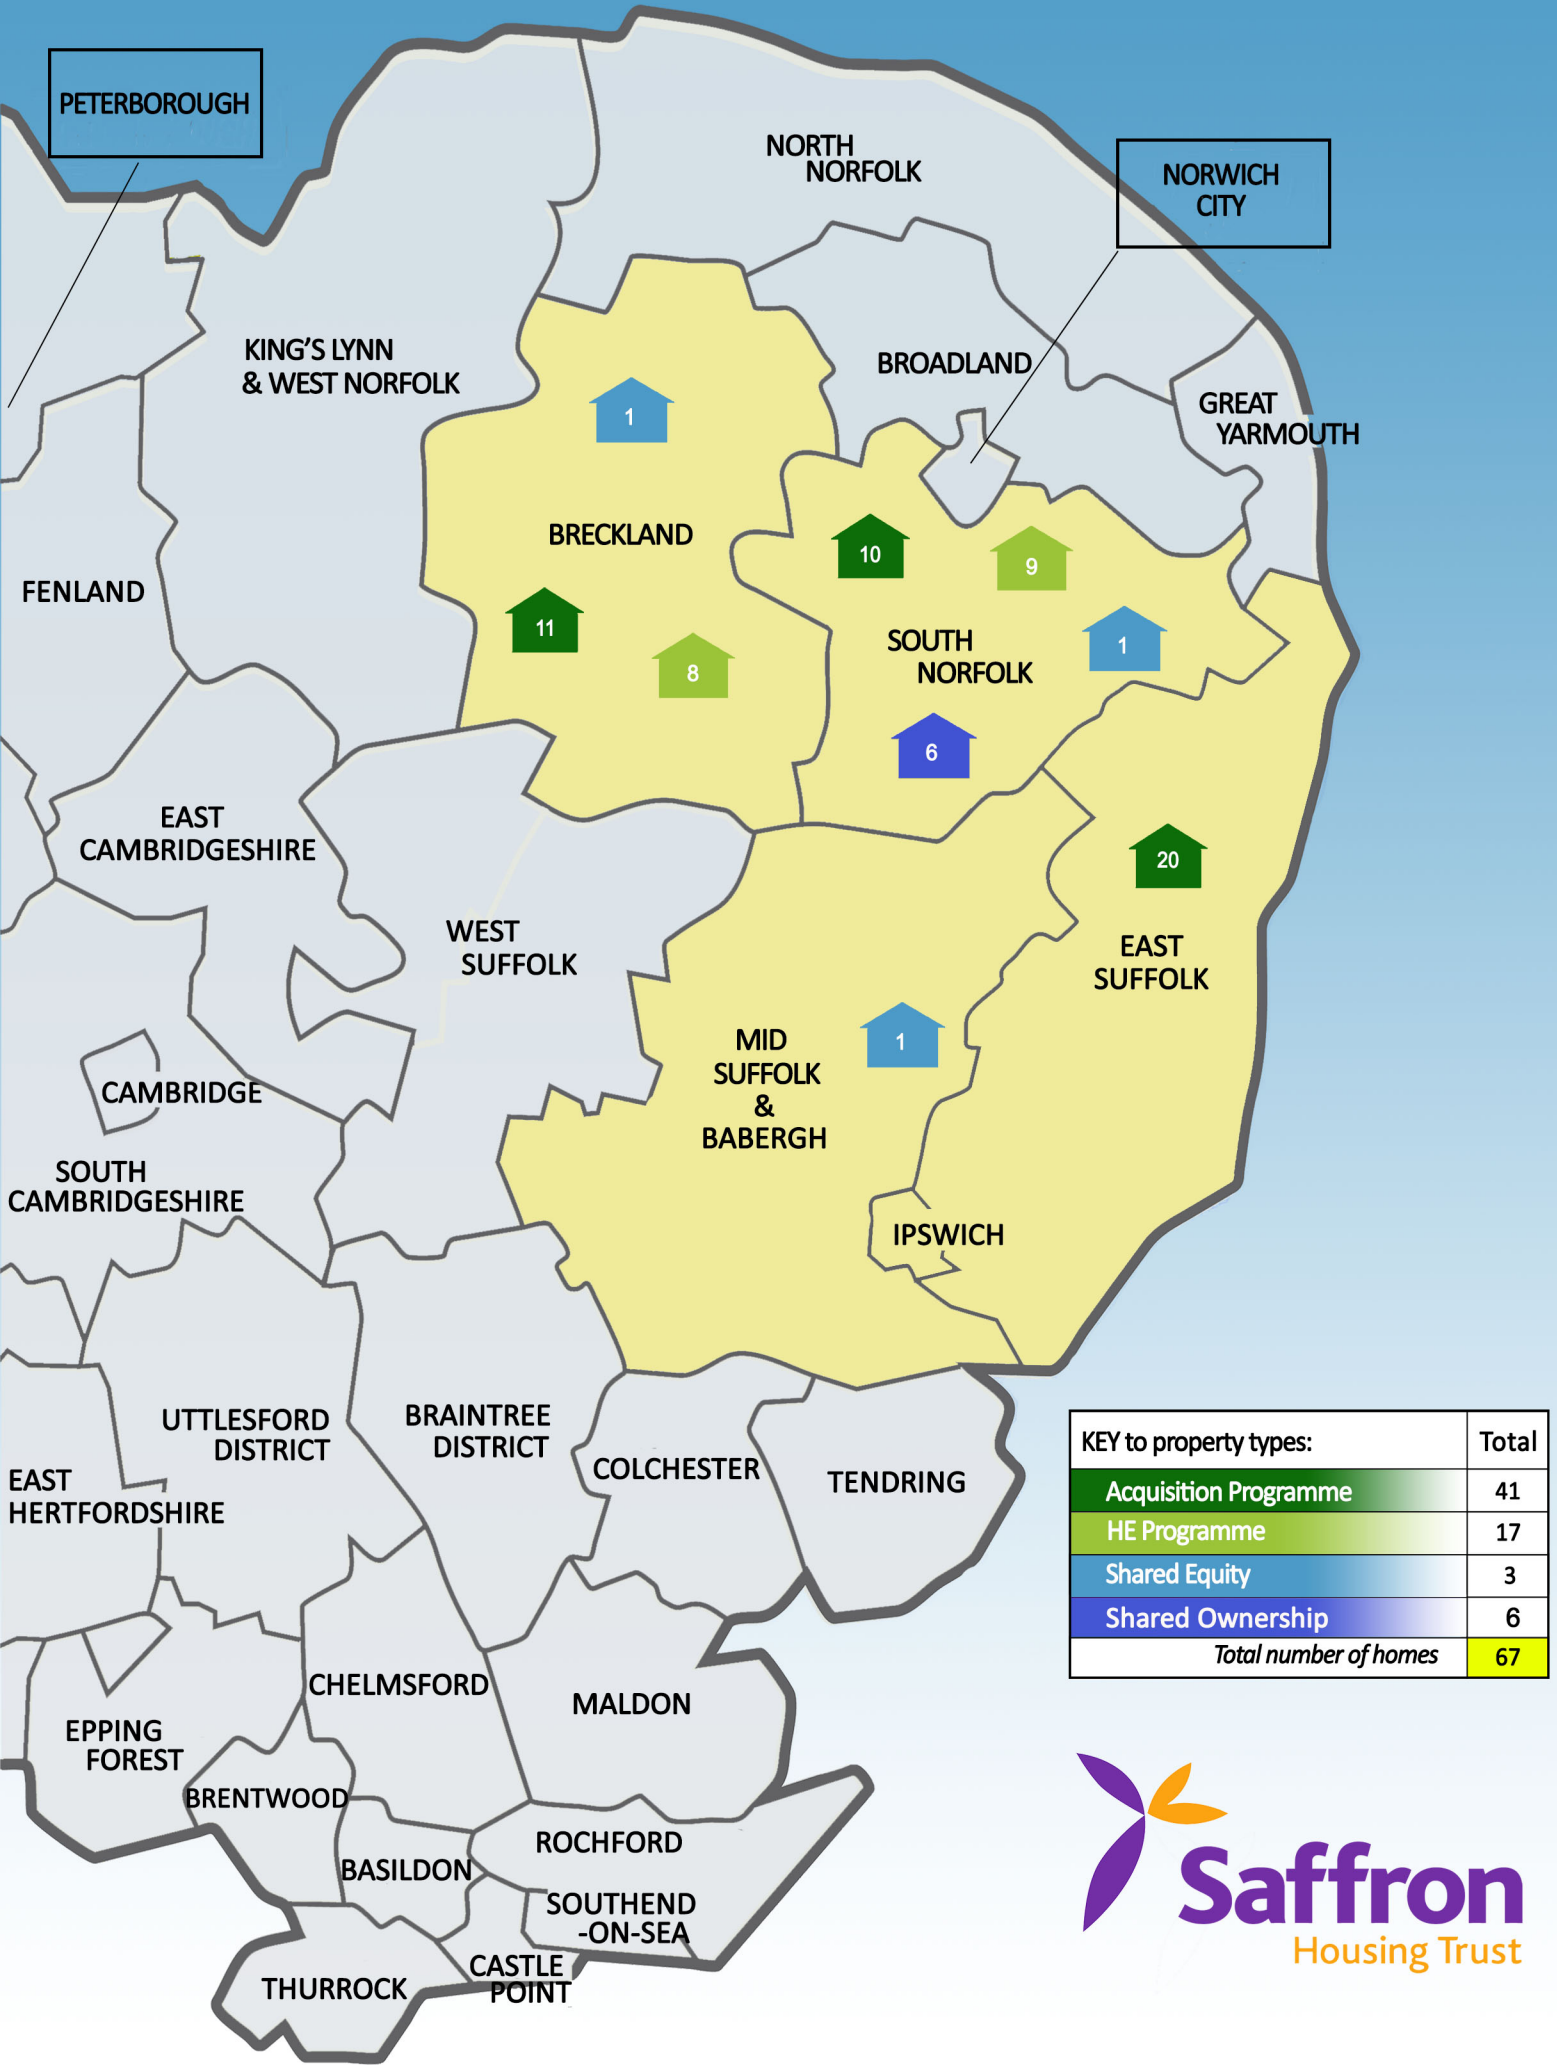 PETERBOROUGH
NORTH
NORFOLK
NORWICH
CITY
KING'S LYNN
& WEST NORFOLK
BROADLAND
GREAT
YARMOUTH
1
BRECKLAND
10
9
FENLAND
11
8
SOUTH
NORFOLK
1
6
EAST
CAMBRIDGESHIRE
20
WEST
SUFFOLK
EAST
SUFFOLK
MID
SUFFOLK
&
BABERGH
1
CAMBRIDGE
SOUTH
CAMBRIDGESHIRE
IPSWICH
UTTLESFORD
DISTRICT
BRAINTREE
DISTRICT
COLCHESTER
TENDRING
EAST
HERTFORDSHIRE
KEY to property types: Total
Acquisition Programme 41
HE Programme 17
Shared Equity 3
Shared Ownership 6
Total number of homes 67
CHELMSFORD
MALDON
EPPING
FOREST
BRENTWOOD
ROCHFORD
BASILDON
SOUTHEND
-ON-SEA
CASTLE
POINT
THURROCK
Saffron
Housing Trust